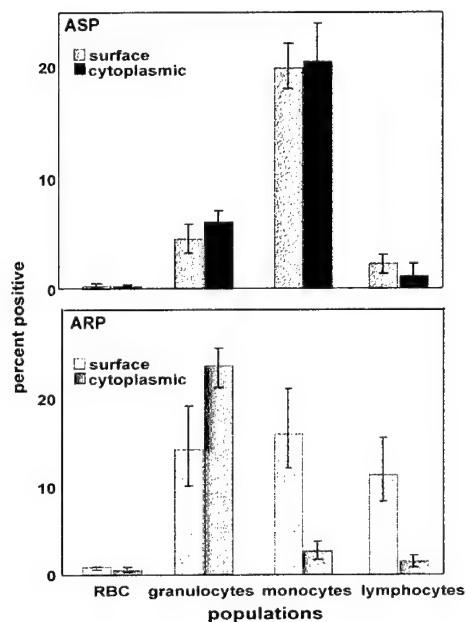 ASP
surface
cytoplasmic
20
10
0
percent positive
ARP
surface
cytoplasmic
20
10
0
RBC granulocytes monocytes lymphocytes
populations